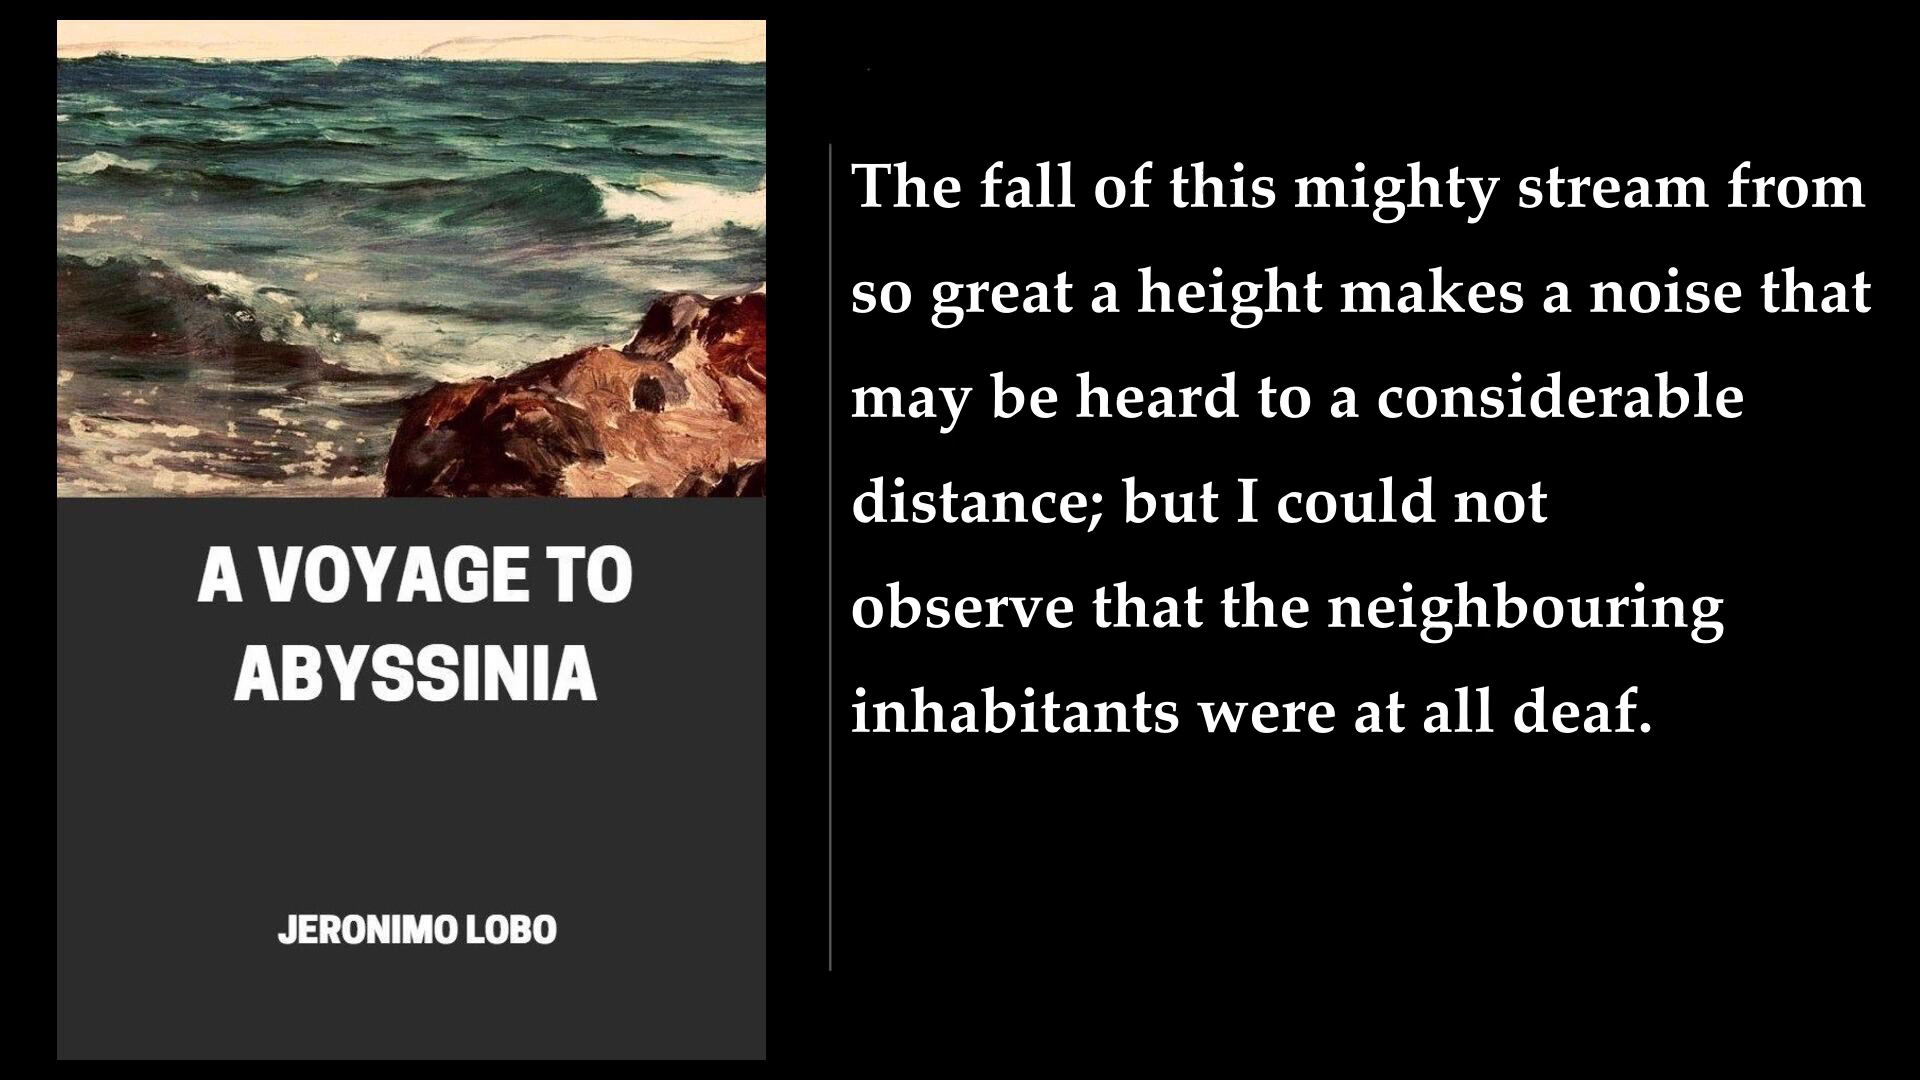 A VOYAGE TO
ABYSSINIA
JERONIMO LOBO
The fall of this mighty stream from
so great a height makes a noise that
may be heard to a considerable
distance; but I could not
observe that the neighbouring
inhabitants were at all deaf.